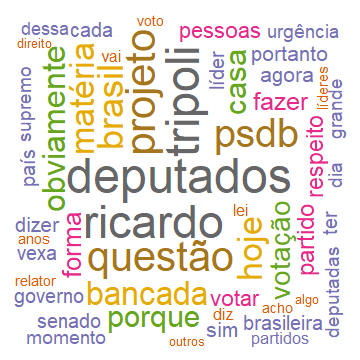 voto
dessa cada
pessoas
urgência
direito
vai
líder
portanto
supremo
obviamente
matéria
brasil
projeto
tripoli
casa
agora
fazer
líderes
grande
país
psdb
respeito
dia
deputados
dizer
ricardo
lei
hoje
votação
partido
ter
deputadas
anos
vexa
forma
questão
relator
governo
bancada
votar
acho
algo
senado
porque
diz
sim
brasileira
momento
outros
partidos